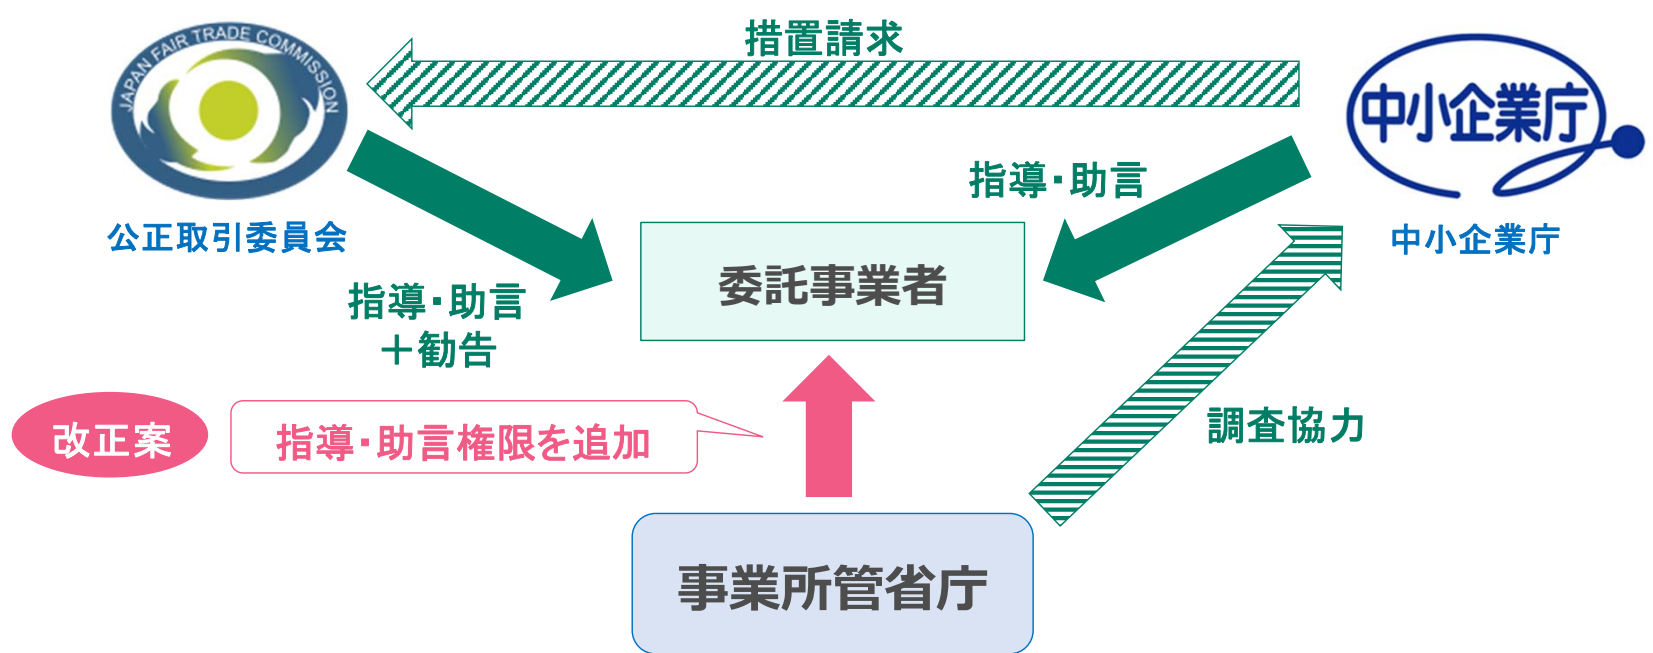 措置請求
JAPAN FAIR TRADE COMMISSION
中小企業庁
公正取引委員会
指導・助言
中小企業庁
委託事業者
指導・助言
＋勧告
改正案
指導・助言権限を追加
調査協力
事業所管省庁